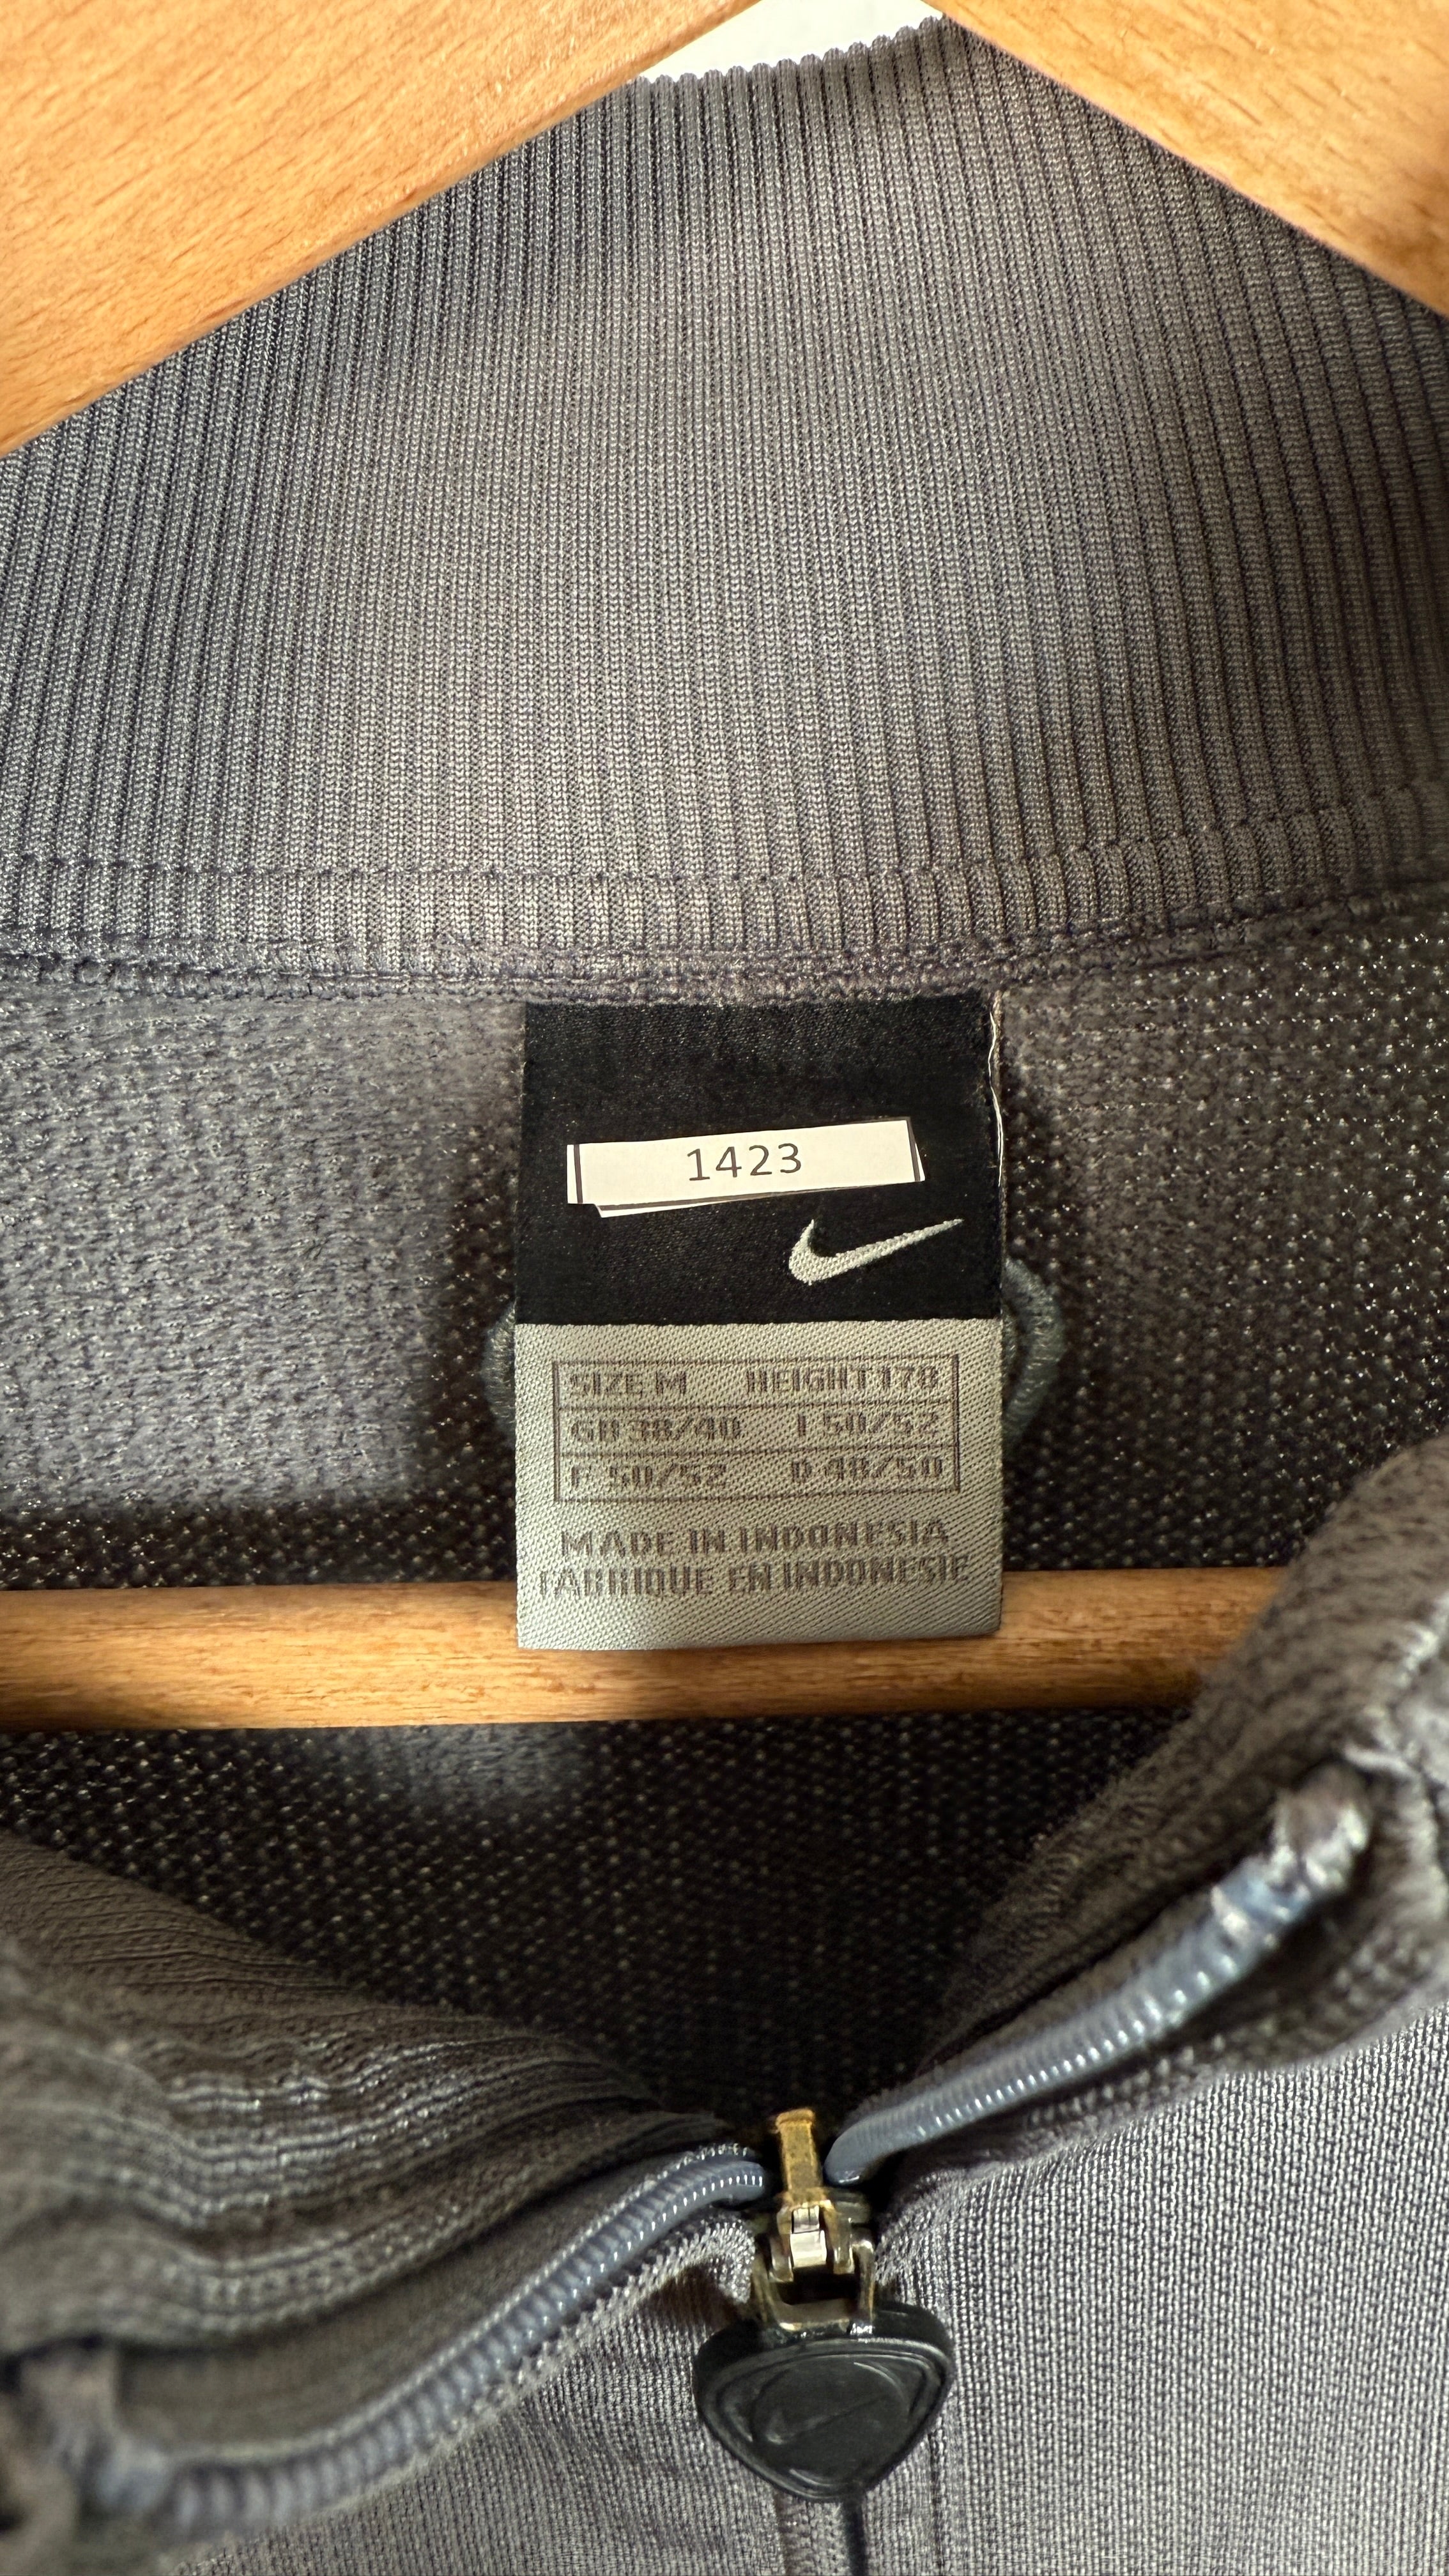 1423
SIZE M HEIGHT 178
GB 38/40 I 50/52
F 50/52 D 48/50
MADE IN INDONESIA
FABRIQUE EN INDONESIE